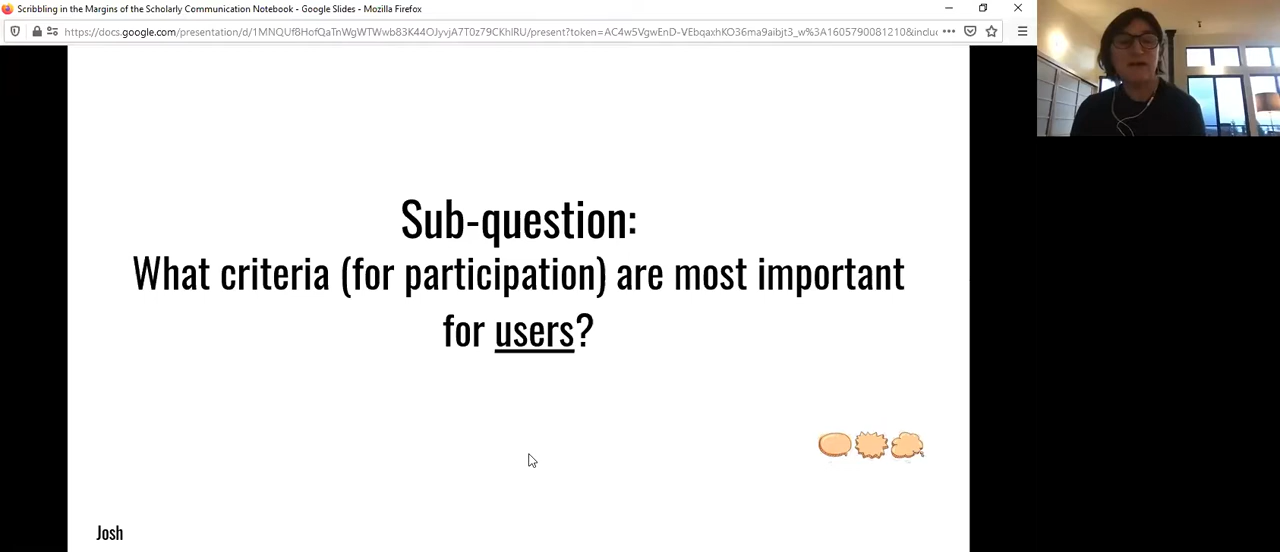 Scribbling in the Margins of the Scholarly Communication Notebook - Google Slides - Mozilla Firefox
Sub-question:
What criteria (for participation) are most important
for users?
Josh